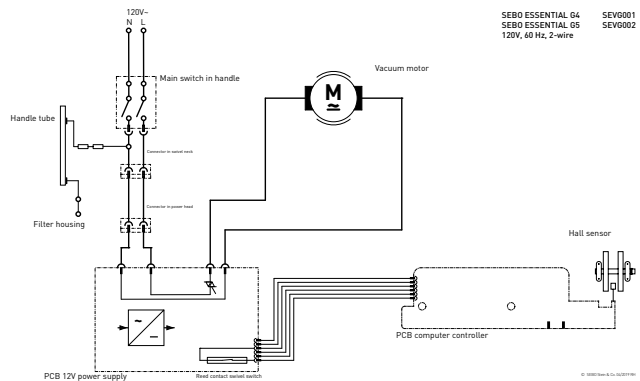 120V~
N L
SEBO ESSENTIAL G4 SEVG001
SEBO ESSENTIAL G5 SEVG002
120V, 60 Hz, 2-wire
Main switch in handle
Vacuum motor
M
~
Handle tube
Connector in swivel neck
Connector in power head
Filter housing
Hall sensor
~
PCB computer controller
PCB 12V power supply
Reed contact swivel switch